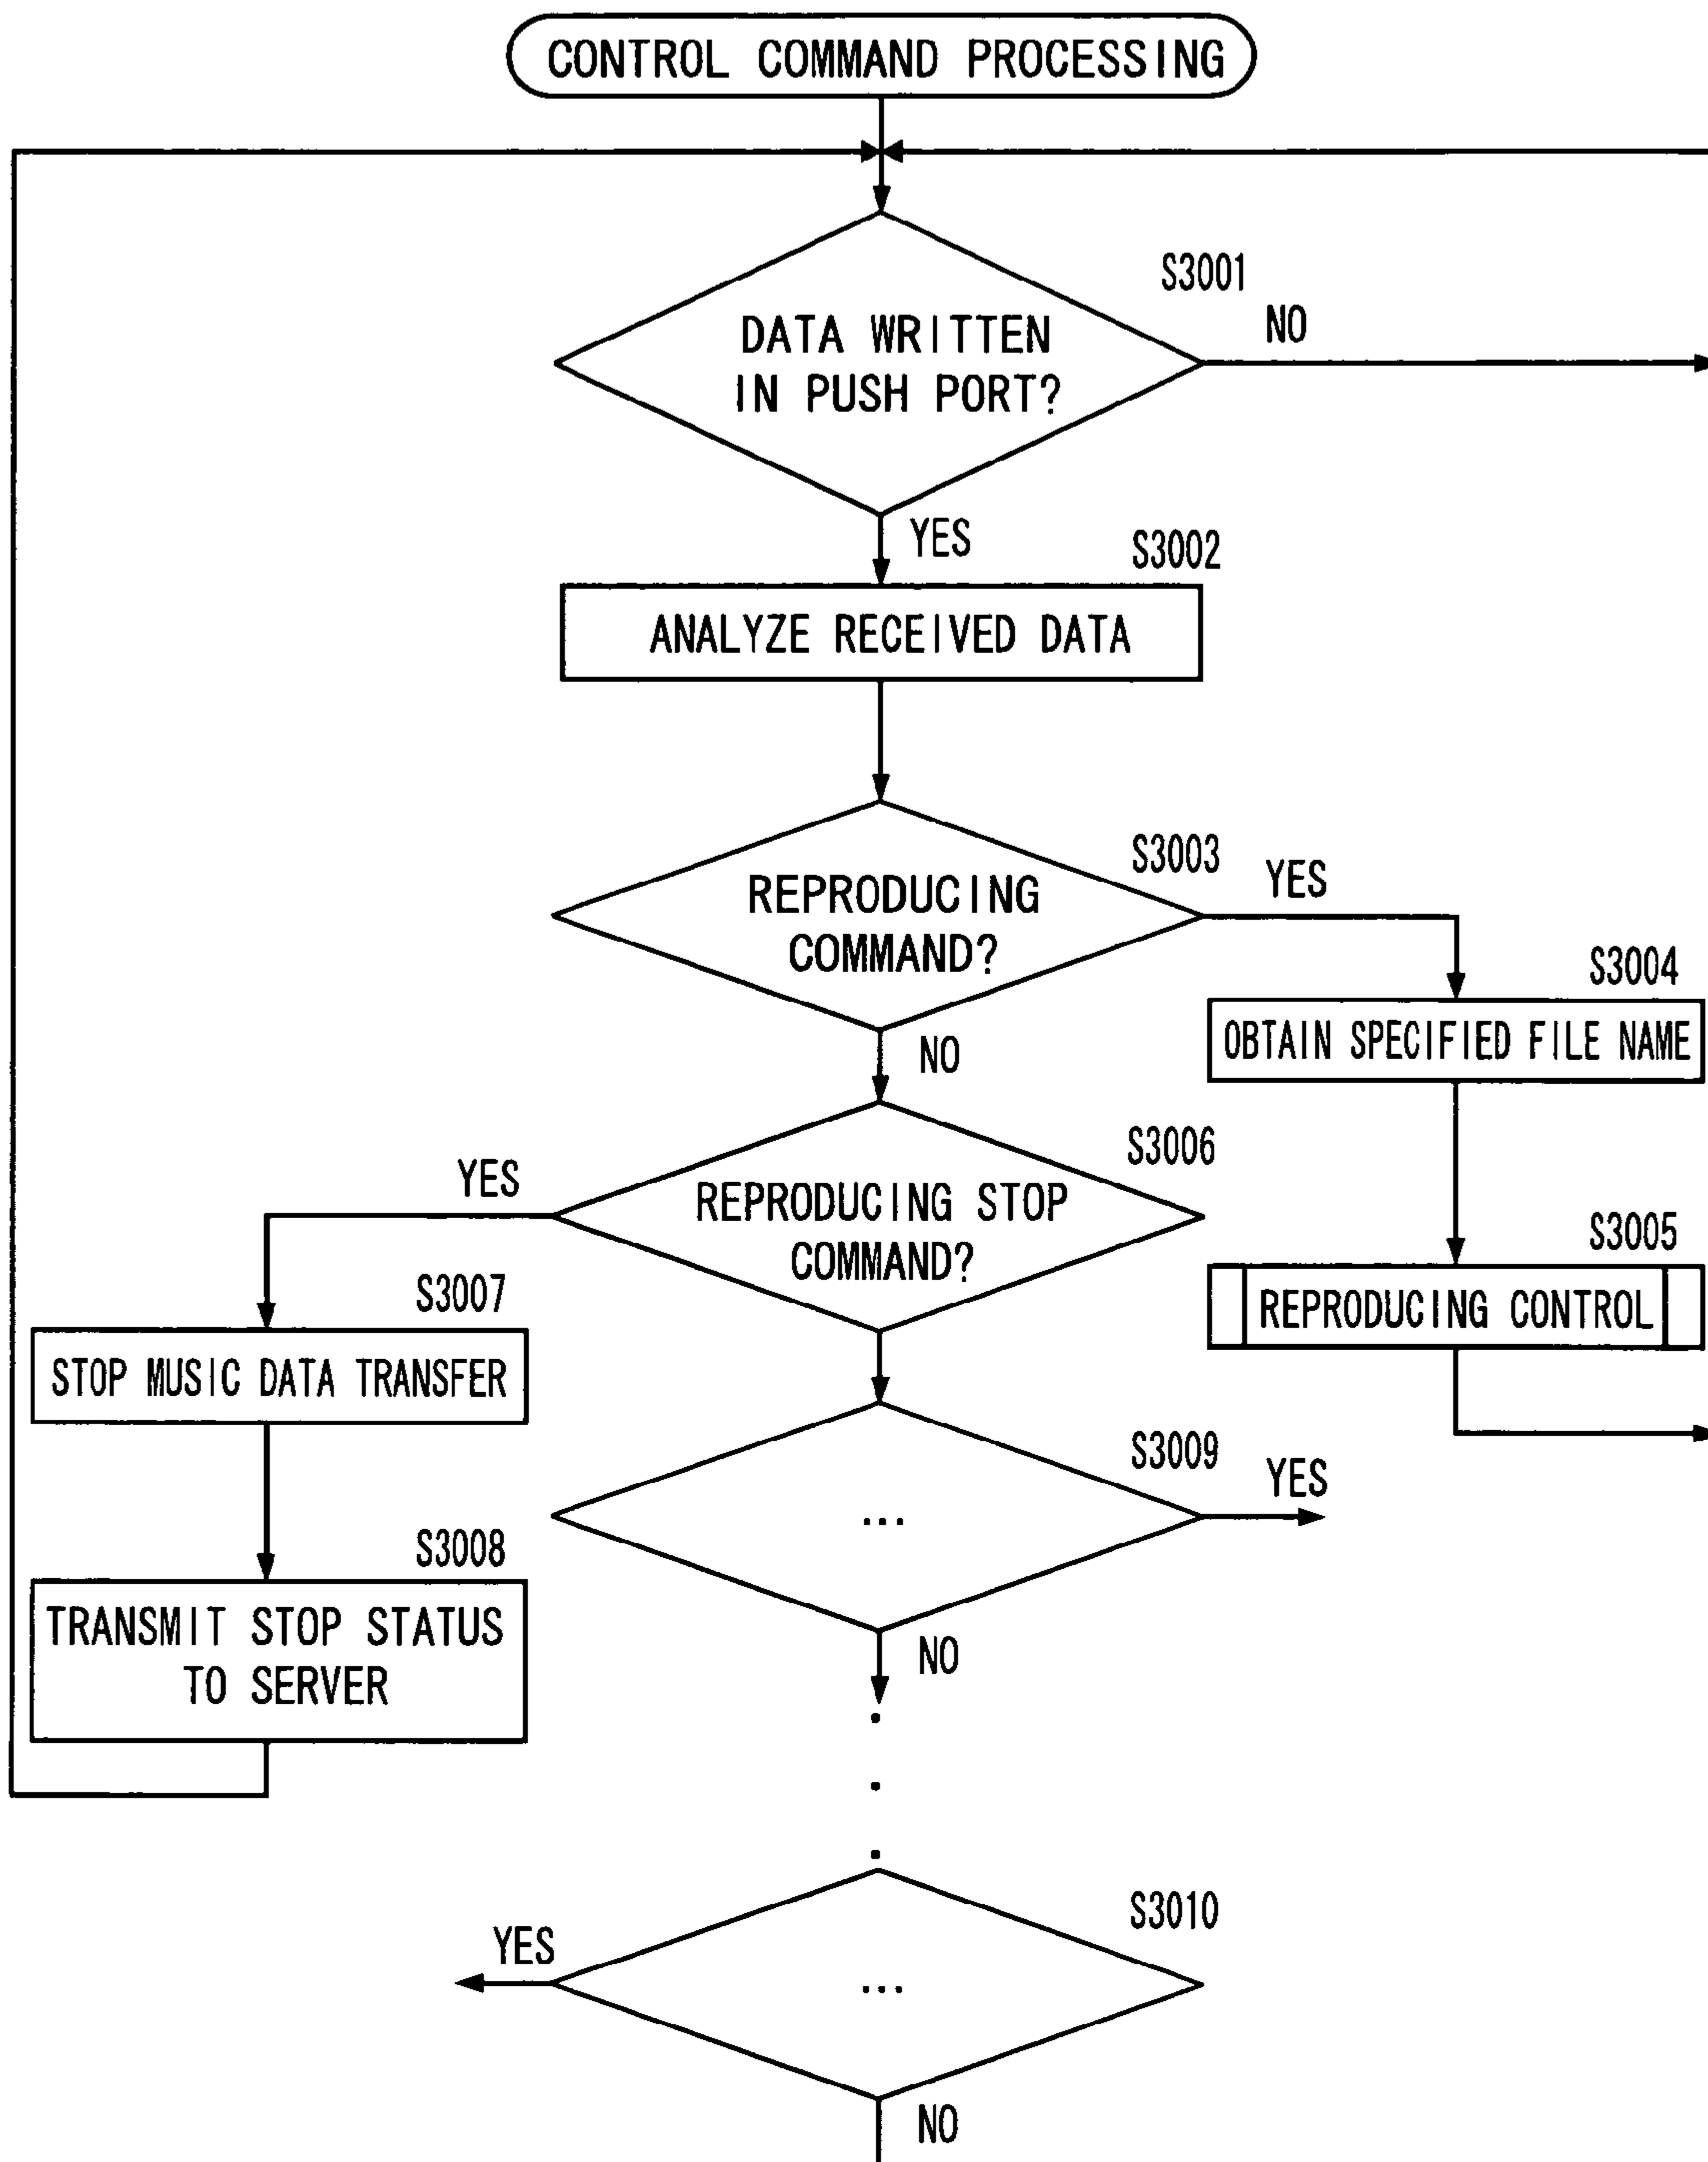 CONTROL COMMAND PROCESSING
S3001
DATA WRITTEN
IN PUSH PORT?
NO
YES
S3002
ANALYZE RECEIVED DATA
S3003
REPRODUCING
COMMAND?
YES
NO
S3004
OBTAIN SPECIFIED FILE NAME
S3005
REPRODUCING CONTROL
S3006
REPRODUCING STOP
COMMAND?
YES
S3007
STOP MUSIC DATA TRANSFER
S3008
TRANSMIT STOP STATUS
TO SERVER
S3009
...
YES
NO
.
.
.
S3010
...
YES
NO